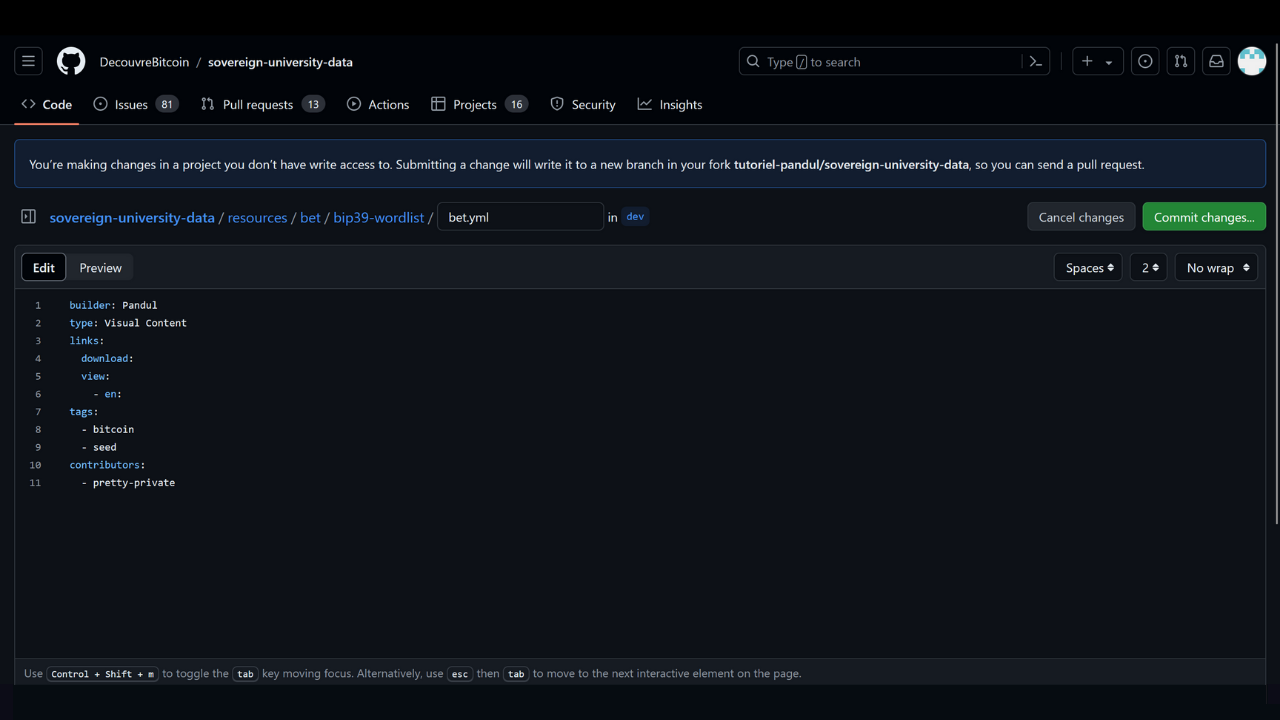 DecouvreBitcoin / sovereign-university-data
Type / to search
Code
Issues 81
Pull requests 13
Actions
Projects 16
Security
Insights
You're making changes in a project you don't have write access to. Submitting a change will write it to a new branch in your fork tutoriel-pandul/sovereign-university-data, so you can send a pull request.
sovereign-university-data / resources / bet / bip39-wordlist / bet.yml in dev
Cancel changes
Commit changes...
Edit
Preview
Spaces
2
No wrap
1 builder: Pandul
2 type: Visual Content
3 links:
4 download:
5 view:
6 - en:
7 tags:
8 - bitcoin
9 - seed
10 contributors:
11 - pretty-private
Use Control + Shift + m to toggle the tab key moving focus. Alternatively, use esc then tab to move to the next interactive element on the page.